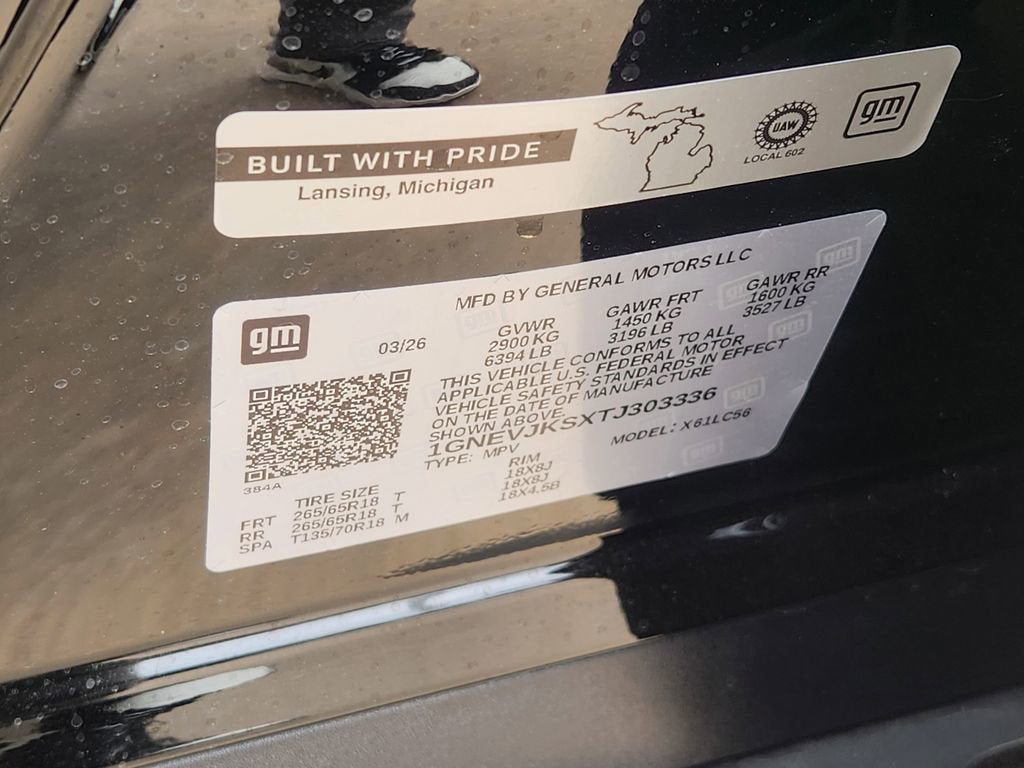 BUILT WITH PRIDE
Lansing, Michigan
UAW
LOCAL 602
gm
gm
MFD BY GENERAL MOTORS LLC
03/26
GVWR GAWR FRT GAWR RR
2900 KG 1450 KG 1600 KG
6394 LB 3196 LB 3527 LB
THIS VEHICLE CONFORMS TO ALL
APPLICABLE U.S. FEDERAL MOTOR
VEHICLE SAFETY STANDARDS IN EFFECT
ON THE DATE OF MANUFACTURE
SHOWN ABOVE.
1GNEVJKSXTJ303336
TYPE: MPV MODEL: X61LC56
384A
TIRE SIZE RIM
FRT 265/65R18 T 18X8J
RR 265/65R18 T 18X8J
SPA T135/70R18 M 18X4.5B